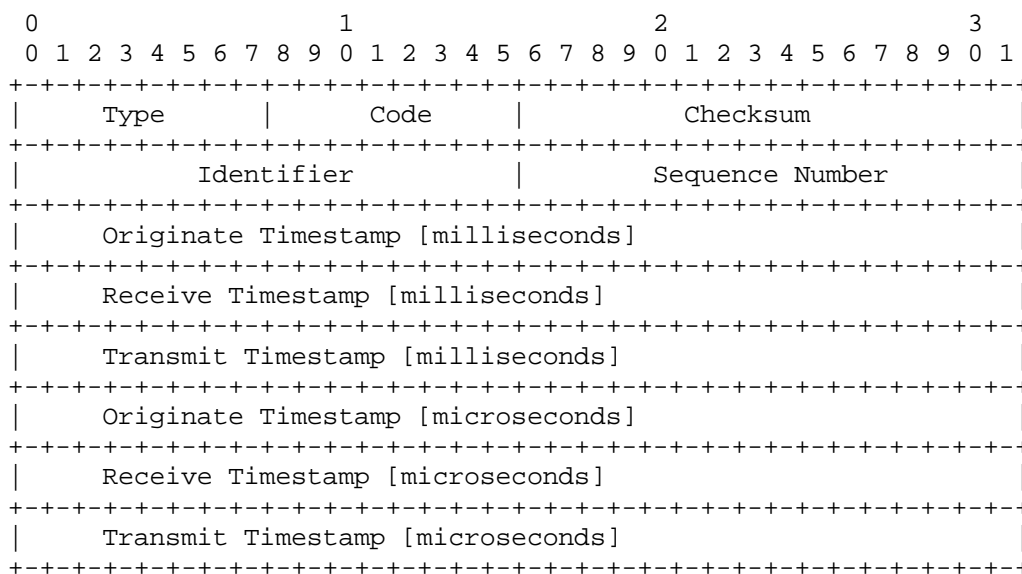 0                   1                   2                   3
 0 1 2 3 4 5 6 7 8 9 0 1 2 3 4 5 6 7 8 9 0 1 2 3 4 5 6 7 8 9 0 1
+-+-+-+-+-+-+-+-+-+-+-+-+-+-+-+-+-+-+-+-+-+-+-+-+-+-+-+-+-+-+-+-+
|     Type      |      Code     |          Checksum             |
+-+-+-+-+-+-+-+-+-+-+-+-+-+-+-+-+-+-+-+-+-+-+-+-+-+-+-+-+-+-+-+-+
|           Identifier          |        Sequence Number        |
+-+-+-+-+-+-+-+-+-+-+-+-+-+-+-+-+-+-+-+-+-+-+-+-+-+-+-+-+-+-+-+-+
|     Originate Timestamp [milliseconds]                        |
+-+-+-+-+-+-+-+-+-+-+-+-+-+-+-+-+-+-+-+-+-+-+-+-+-+-+-+-+-+-+-+-+
|     Receive Timestamp [milliseconds]                          |
+-+-+-+-+-+-+-+-+-+-+-+-+-+-+-+-+-+-+-+-+-+-+-+-+-+-+-+-+-+-+-+-+
|     Transmit Timestamp [milliseconds]                         |
+-+-+-+-+-+-+-+-+-+-+-+-+-+-+-+-+-+-+-+-+-+-+-+-+-+-+-+-+-+-+-+-+
|     Originate Timestamp [microseconds]                        |
+-+-+-+-+-+-+-+-+-+-+-+-+-+-+-+-+-+-+-+-+-+-+-+-+-+-+-+-+-+-+-+-+
|     Receive Timestamp [microseconds]                          |
+-+-+-+-+-+-+-+-+-+-+-+-+-+-+-+-+-+-+-+-+-+-+-+-+-+-+-+-+-+-+-+-+
|     Transmit Timestamp [microseconds]
+-+-+-+-+-+-+-+-+-+-+-+-+-+-+-+-+-+-+-+-+-+-+-+-+-+-+-+-+-+-+-+-+